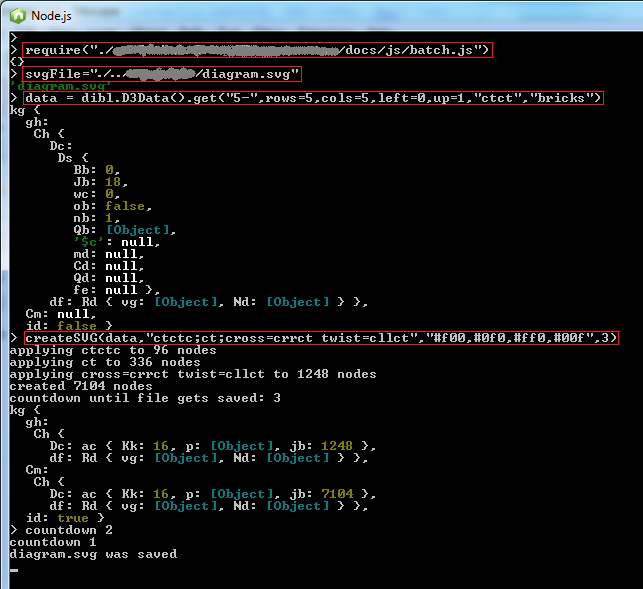 Node.js
>
> require("./ /docs/js/batch.js")
{}
> svgFile="./../ /diagram.svg"
'diagram.svg'
> data = dibl.D3Data().get("5-",rows=5,cols=5,left=0,up=1,"ctct","bricks")
kg {
  gh:
   Ch {
     Dc:
      Ds {
        Bb: 0,
        Jb: 18,
        wc: 0,
        ob: false,
        nb: 1,
        Qb: [Object],
        '$c': null,
        md: null,
        Cd: null,
        Qd: null,
        fe: null },
     df: Rd { vg: [Object], Nd: [Object] } },
  Cm: null,
  id: false }
> createSVG(data,"ctctc;ct;cross=crrct twist=cllct","#f00,#0f0,#ff0,#00f",3)
applying ctctc to 96 nodes
applying ct to 336 nodes
applying cross=crrct twist=cllct to 1248 nodes
created 7104 nodes
countdown until file gets saved: 3
kg {
  gh:
   Ch {
     Dc: ac { Kk: 16, p: [Object], jb: 1248 },
     df: Rd { vg: [Object], Nd: [Object] } },
  Cm:
   Ch {
     Dc: ac { Kk: 16, p: [Object], jb: 7104 },
     df: Rd { vg: [Object], Nd: [Object] } },
  id: true }
> countdown 2
countdown 1
diagram.svg was saved